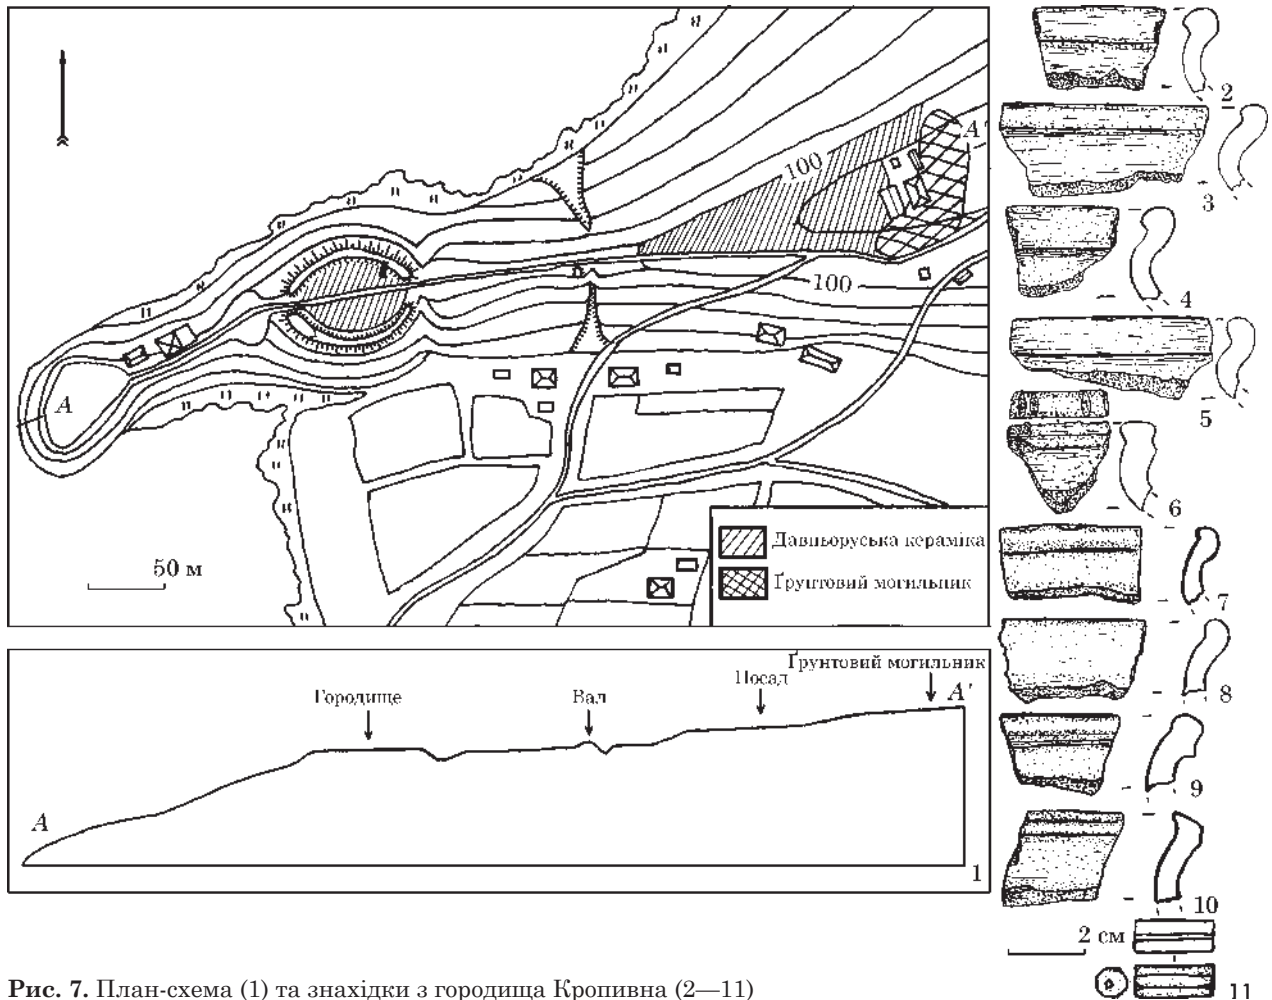 A'
100
100
A
50 м
Давньоруська кераміка
Ґрунтовий могильник
Ґрунтовий могильник
Посад
A'
Городище
Вал
A
1
2
3
4
5
6
7
8
9
10
2 см
11
Рис. 7. План-схема (1) та знахідки з городища Кропивна (2—11)